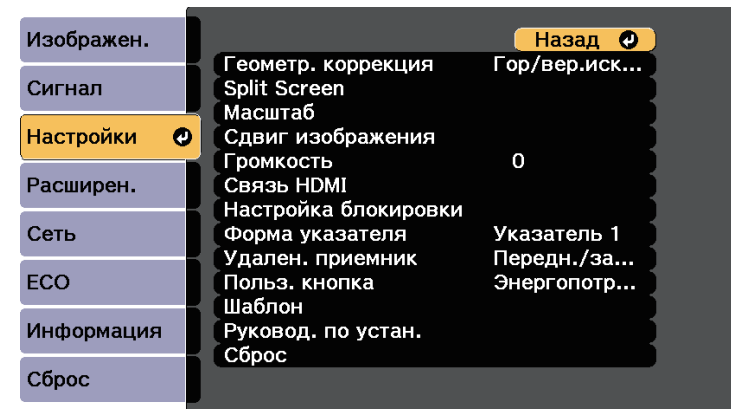 Изображен.
Сигнал
Настройки
Расширен.
Сеть
ECO
Информация
Сброс
Назад
Геометр. коррекция Гор/вер.иск...
Split Screen
Масштаб
Сдвиг изображения
Громкость 0
Связь HDMI
Настройка блокировки
Форма указателя Указатель 1
Удален. приемник Передн./за...
Польз. кнопка Энергопотр...
Шаблон
Руковод. по устан.
Сброс